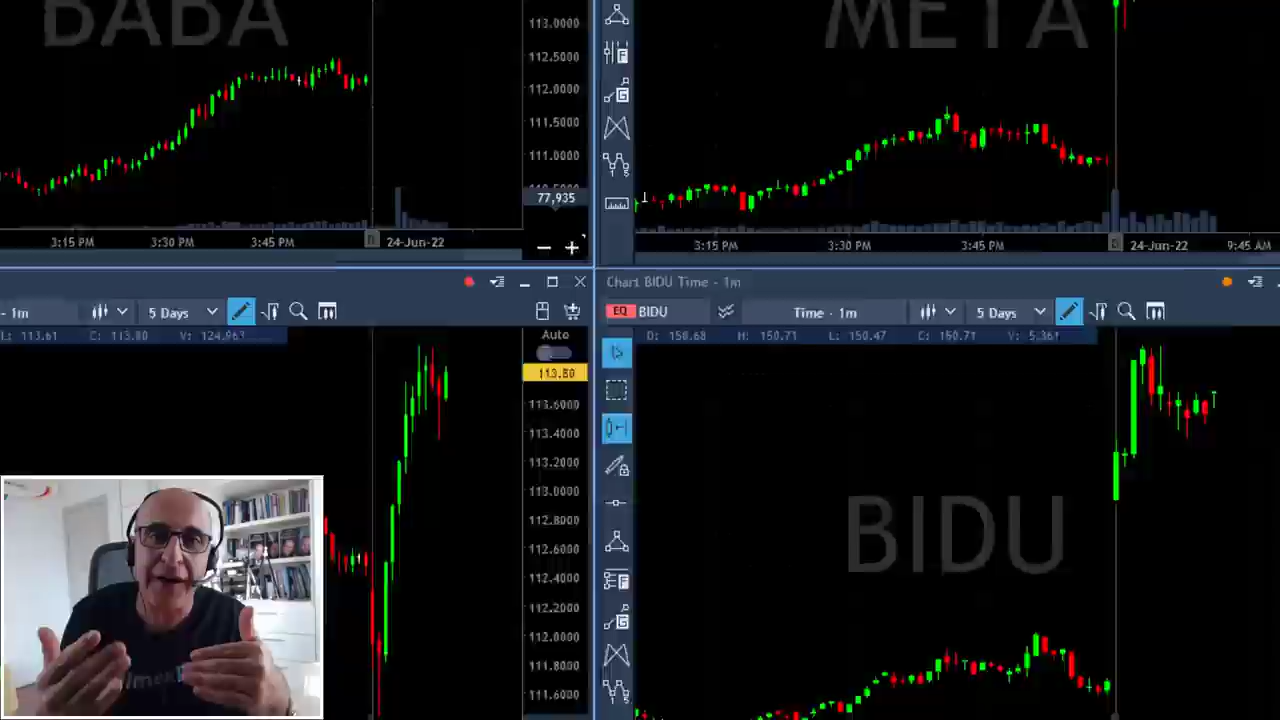 BABA
113.0000
112.5000
112.0000
111.5000
111.0000
77,935
3:15 PM 3:30 PM 3:45 PM 24-Jun-22
META
3:15 PM 3:30 PM 3:45 PM 24-Jun-22 9:45 AM
- 1m 5 Days
L: 113.61 C: 113.80
Auto
113.80
113.6000
113.4000
113.2000
113.0000
112.8000
112.6000
112.4000
112.2000
112.0000
111.8000
111.6000
Chart BIDU Time - 1m
EQ BIDU Time - 1m 5 Days
H: 150.71 L: 150.47 C: 150.71 V: 5,361
BIDU